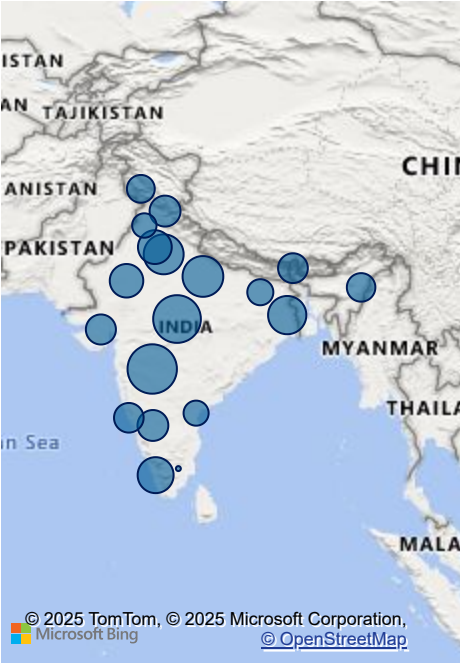 ISTAN
AN
TAJIKISTAN
CHIN
ANISTAN
PAKISTAN
INDIA
MYANMAR
THAILA
an Sea
MALA
© 2025 TomTom, © 2025 Microsoft Corporation,
Microsoft Bing
© OpenStreetMap